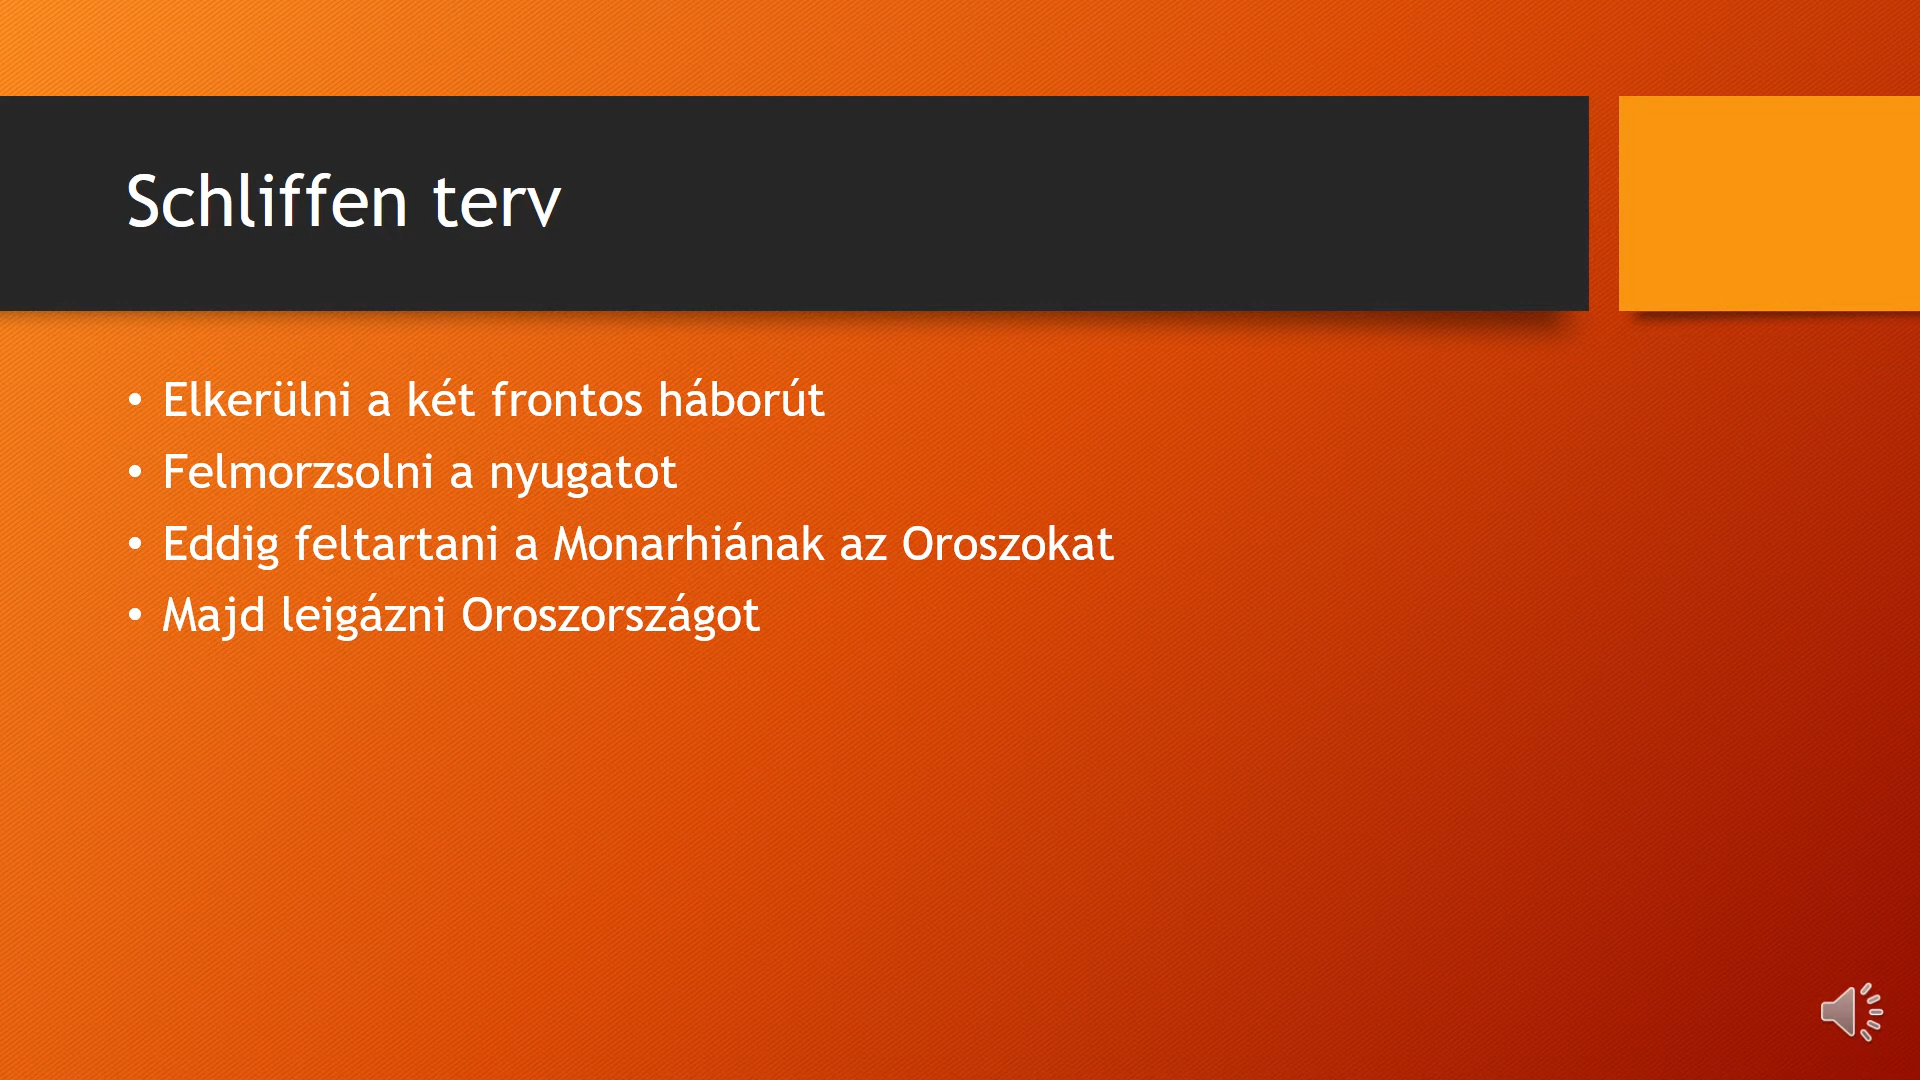 Schliffen terv
• Elkerülni a két frontos háborút
• Felmorzsolni a nyugatot
• Eddig feltartani a Monarhiának az Oroszokat
• Majd leigázni Oroszországot